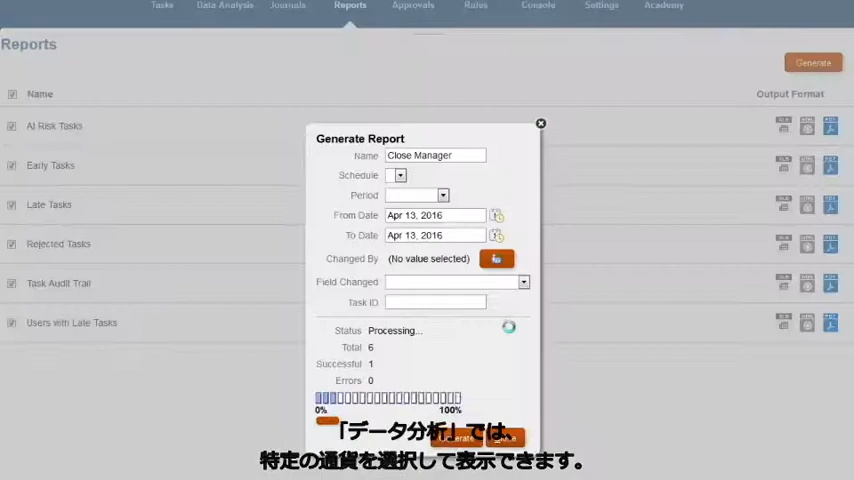 Tasks Data Analysis Journals Reports Approvals Rules Console Settings Academy
Reports
Generate
Name Output Format
At Risk Tasks
Early Tasks
Late Tasks
Rejected Tasks
Task Audit Trail
Users with Late Tasks
Generate Report
Name Close Manager
Schedule
Period
From Date Apr 13, 2016
To Date Apr 13, 2016
Changed By (No value selected)
Field Changed
Task ID
Status Processing...
Total 6
Successful 1
Errors 0
0% 100%
Generate
「データ分析」では、
特定の通貨を選択して表示できます。